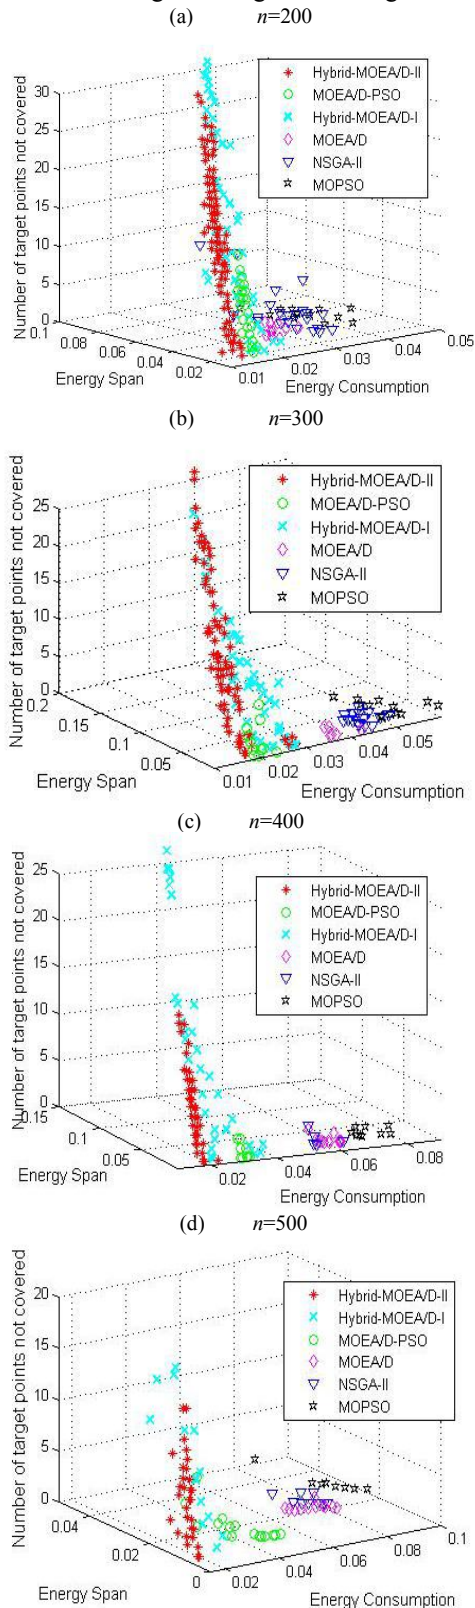 (a) n=200
Number of target points not covered
30
25
20
15
10
5
0
0.1
0.08
0.06
0.04
0.02
Energy Span
0.01
0.02
0.03
0.04
0.05
Energy Consumption
Hybrid-MOEA/D-II
MOEA/D-PSO
Hybrid-MOEA/D-I
MOEA/D
NSGA-II
MOPSO
(b) n=300
Number of target points not covered
25
20
15
10
5
0
0.2
0.15
0.1
0.05
Energy Span
0.01
0.02
0.03
0.04
0.05
Energy Consumption
Hybrid-MOEA/D-II
MOEA/D-PSO
Hybrid-MOEA/D-I
MOEA/D
NSGA-II
MOPSO
(c) n=400
Number of target points not covered
25
20
15
10
5
0
0.15
0.1
0.05
Energy Span
0.02
0.04
0.06
0.08
Energy Consumption
Hybrid-MOEA/D-II
MOEA/D-PSO
Hybrid-MOEA/D-I
MOEA/D
NSGA-II
MOPSO
(d) n=500
Number of target points not covered
20
15
10
5
0
0.04
0.02
0
Energy Span
0.02
0.04
0.06
0.08
0.1
Energy Consumption
Hybrid-MOEA/D-II
Hybrid-MOEA/D-I
MOEA/D-PSO
MOEA/D
NSGA-II
MOPSO